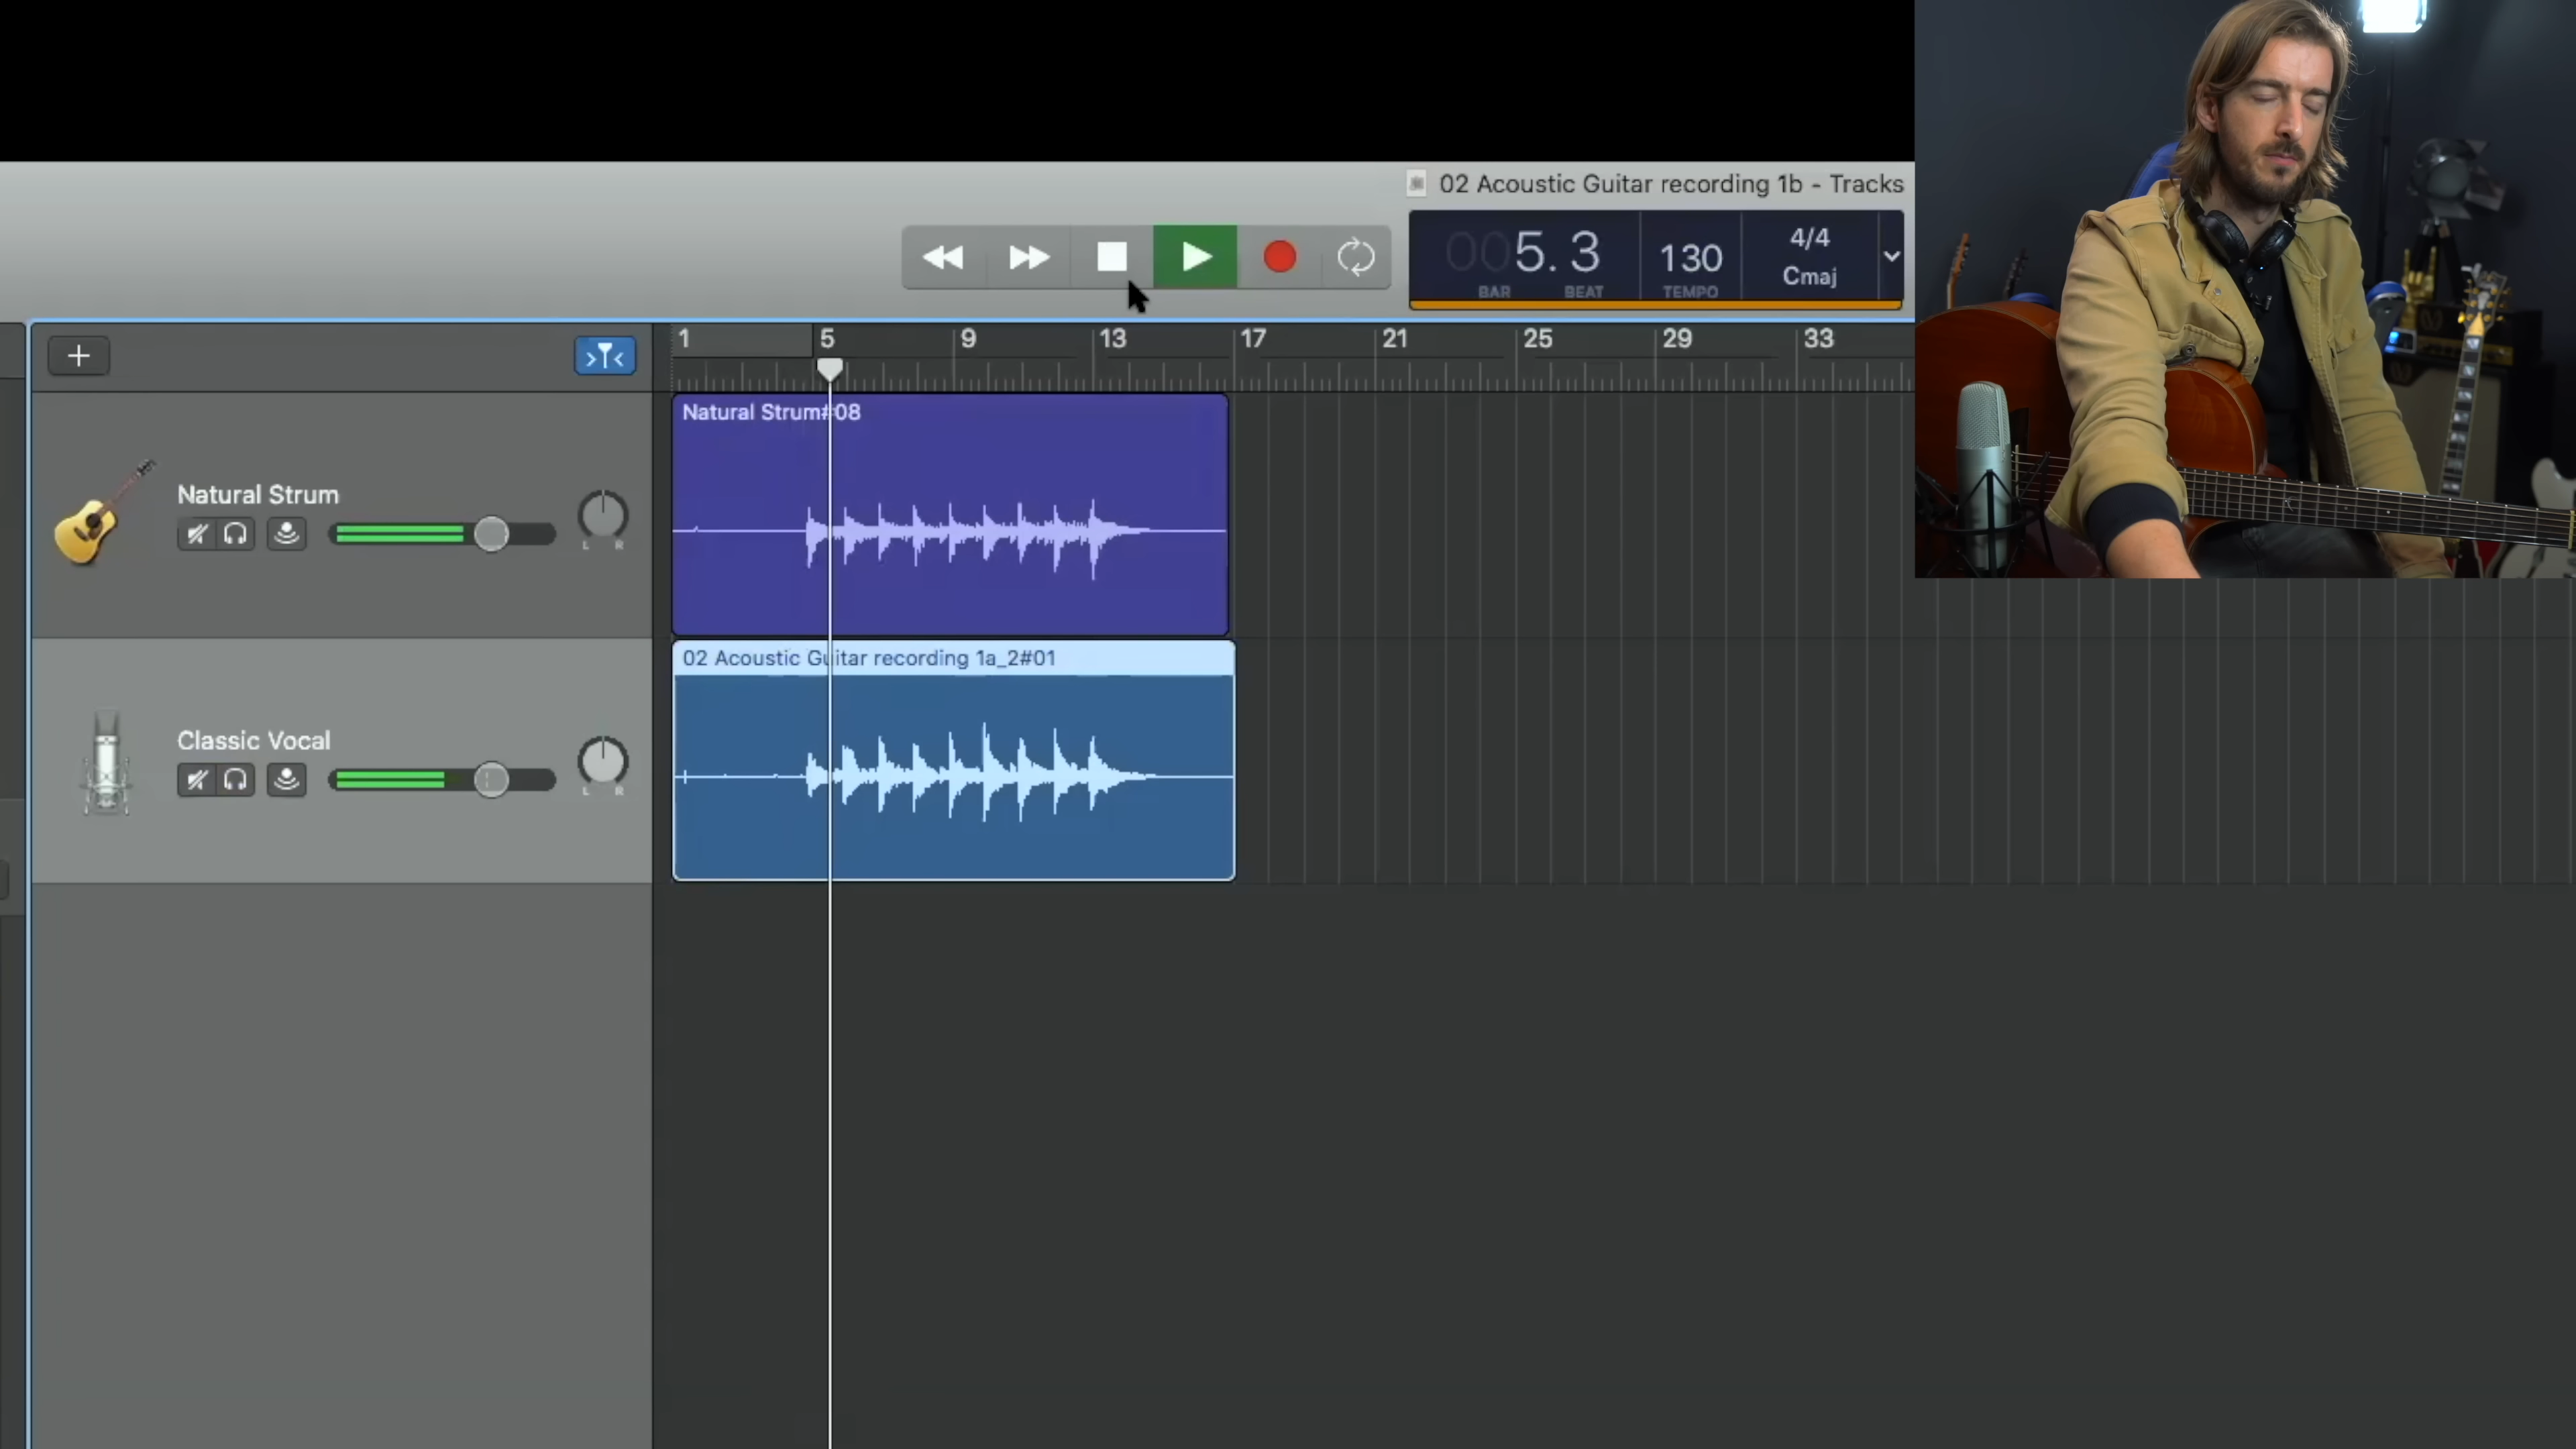 02 Acoustic Guitar recording 1b - Tracks
005.3
130
4/4
Cmaj
BAR
BEAT
TEMPO
1 5 9 13 17 21 25 29 33
Natural Strum#08
Natural Strum
L R
02 Acoustic Guitar recording 1a_2#01
Classic Vocal
L R